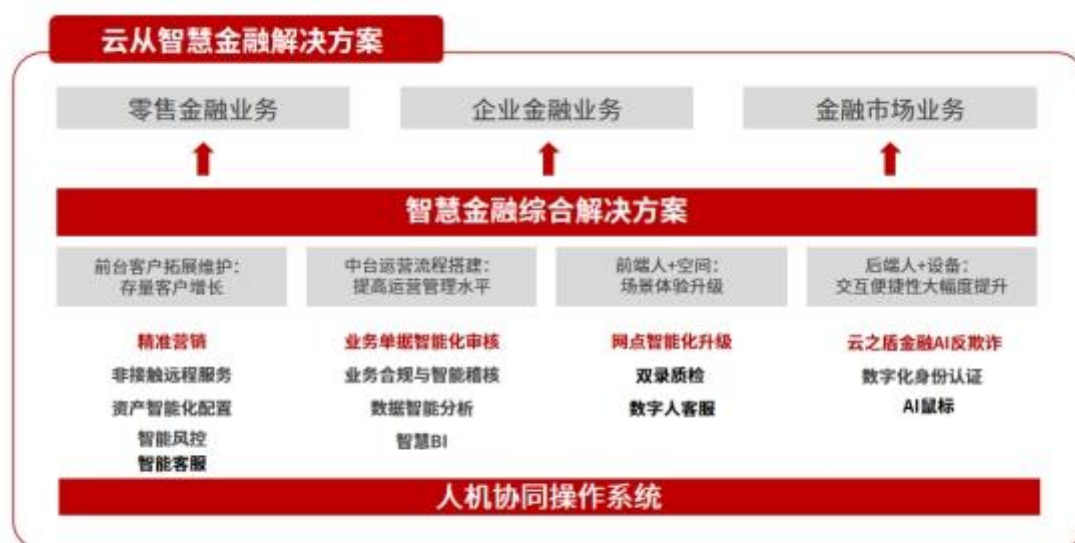 云从智慧金融解决方案
零售金融业务 企业金融业务 金融市场业务
智慧金融综合解决方案
前台客户拓展维护：
存量客户增长
中台运营流程搭建：
提高运营管理水平
前端人+空间：
场景体验升级
后端人+设备：
交互便捷性大幅度提升
精准营销
非接触远程服务
资产智能化配置
智能风控
智能客服
业务单据智能化审核
业务合规与智能稽核
数据智能分析
智慧BI
网点智能化升级
双录质检
数字人客服
云之盾金融AI反欺诈
数字化身份认证
AI鼠标
人机协同操作系统